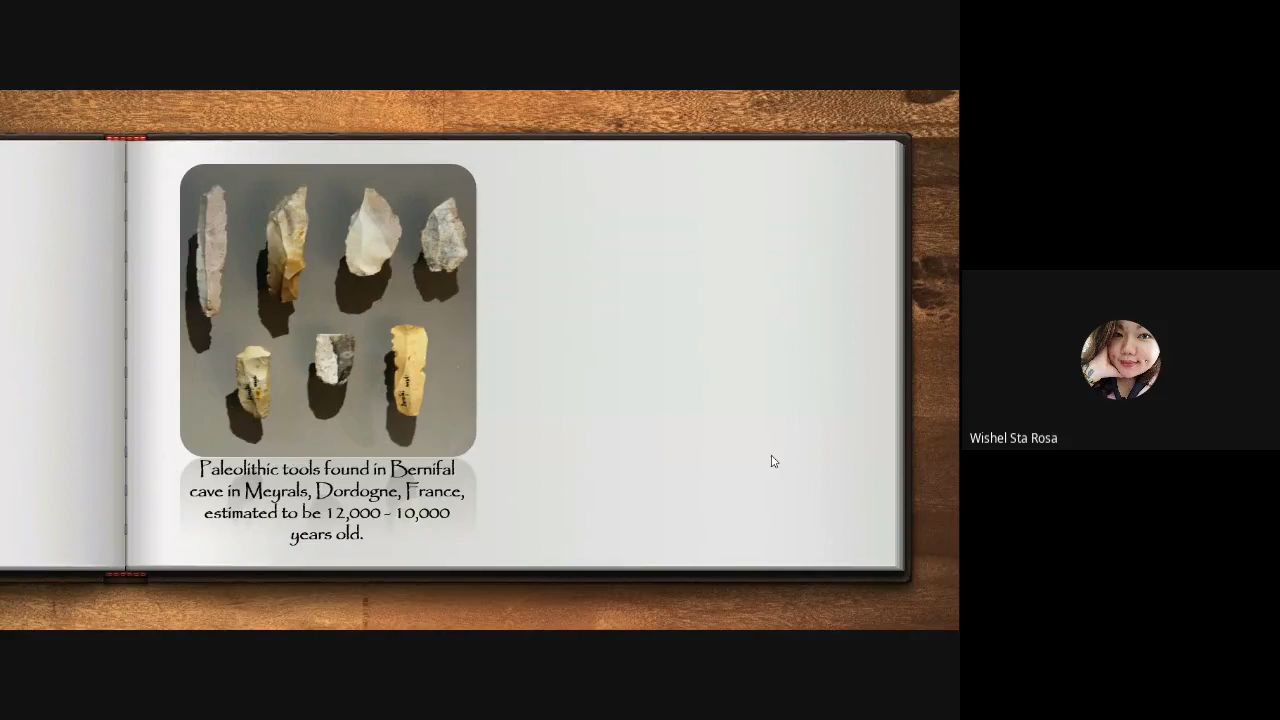 Paleolithic tools found in Bernifal
cave in Meyrals, Dordogne, France,
estimated to be 12,000 - 10,000
years old.
Wishel Sta Rosa